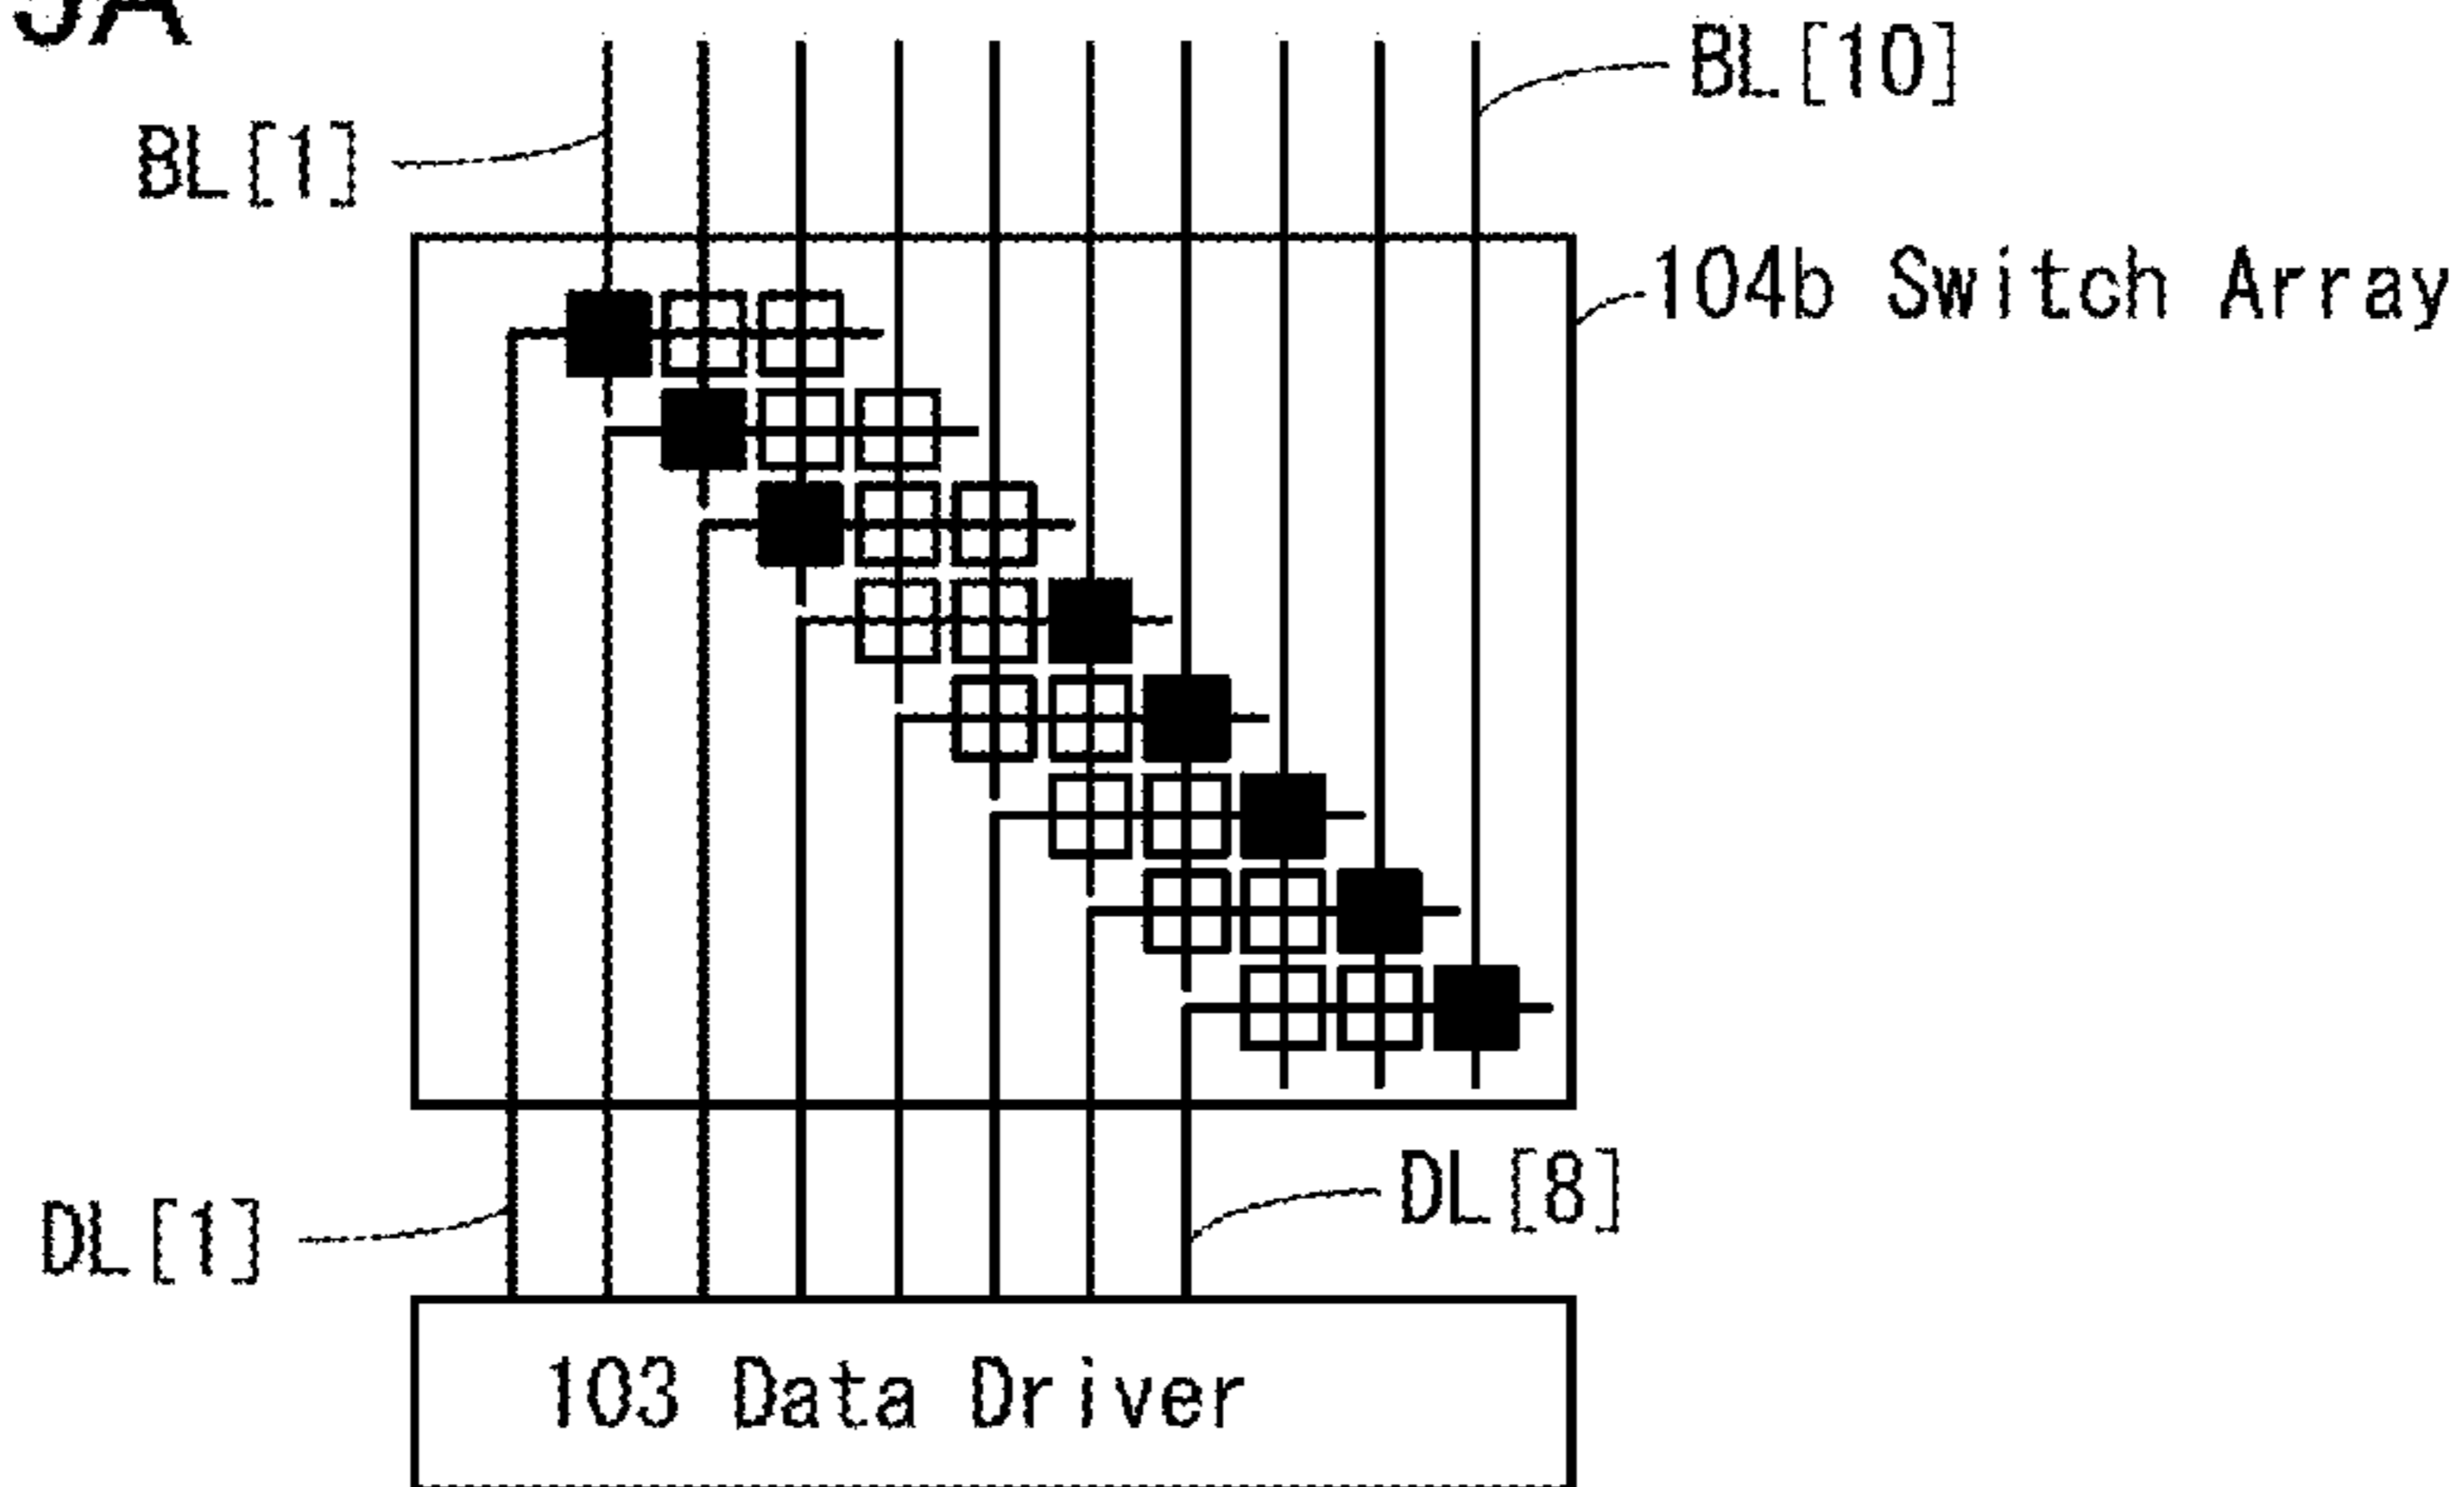 BL[10]
BL[1]
104b Switch Array
DL[8]
DL[1]
103 Data Driver